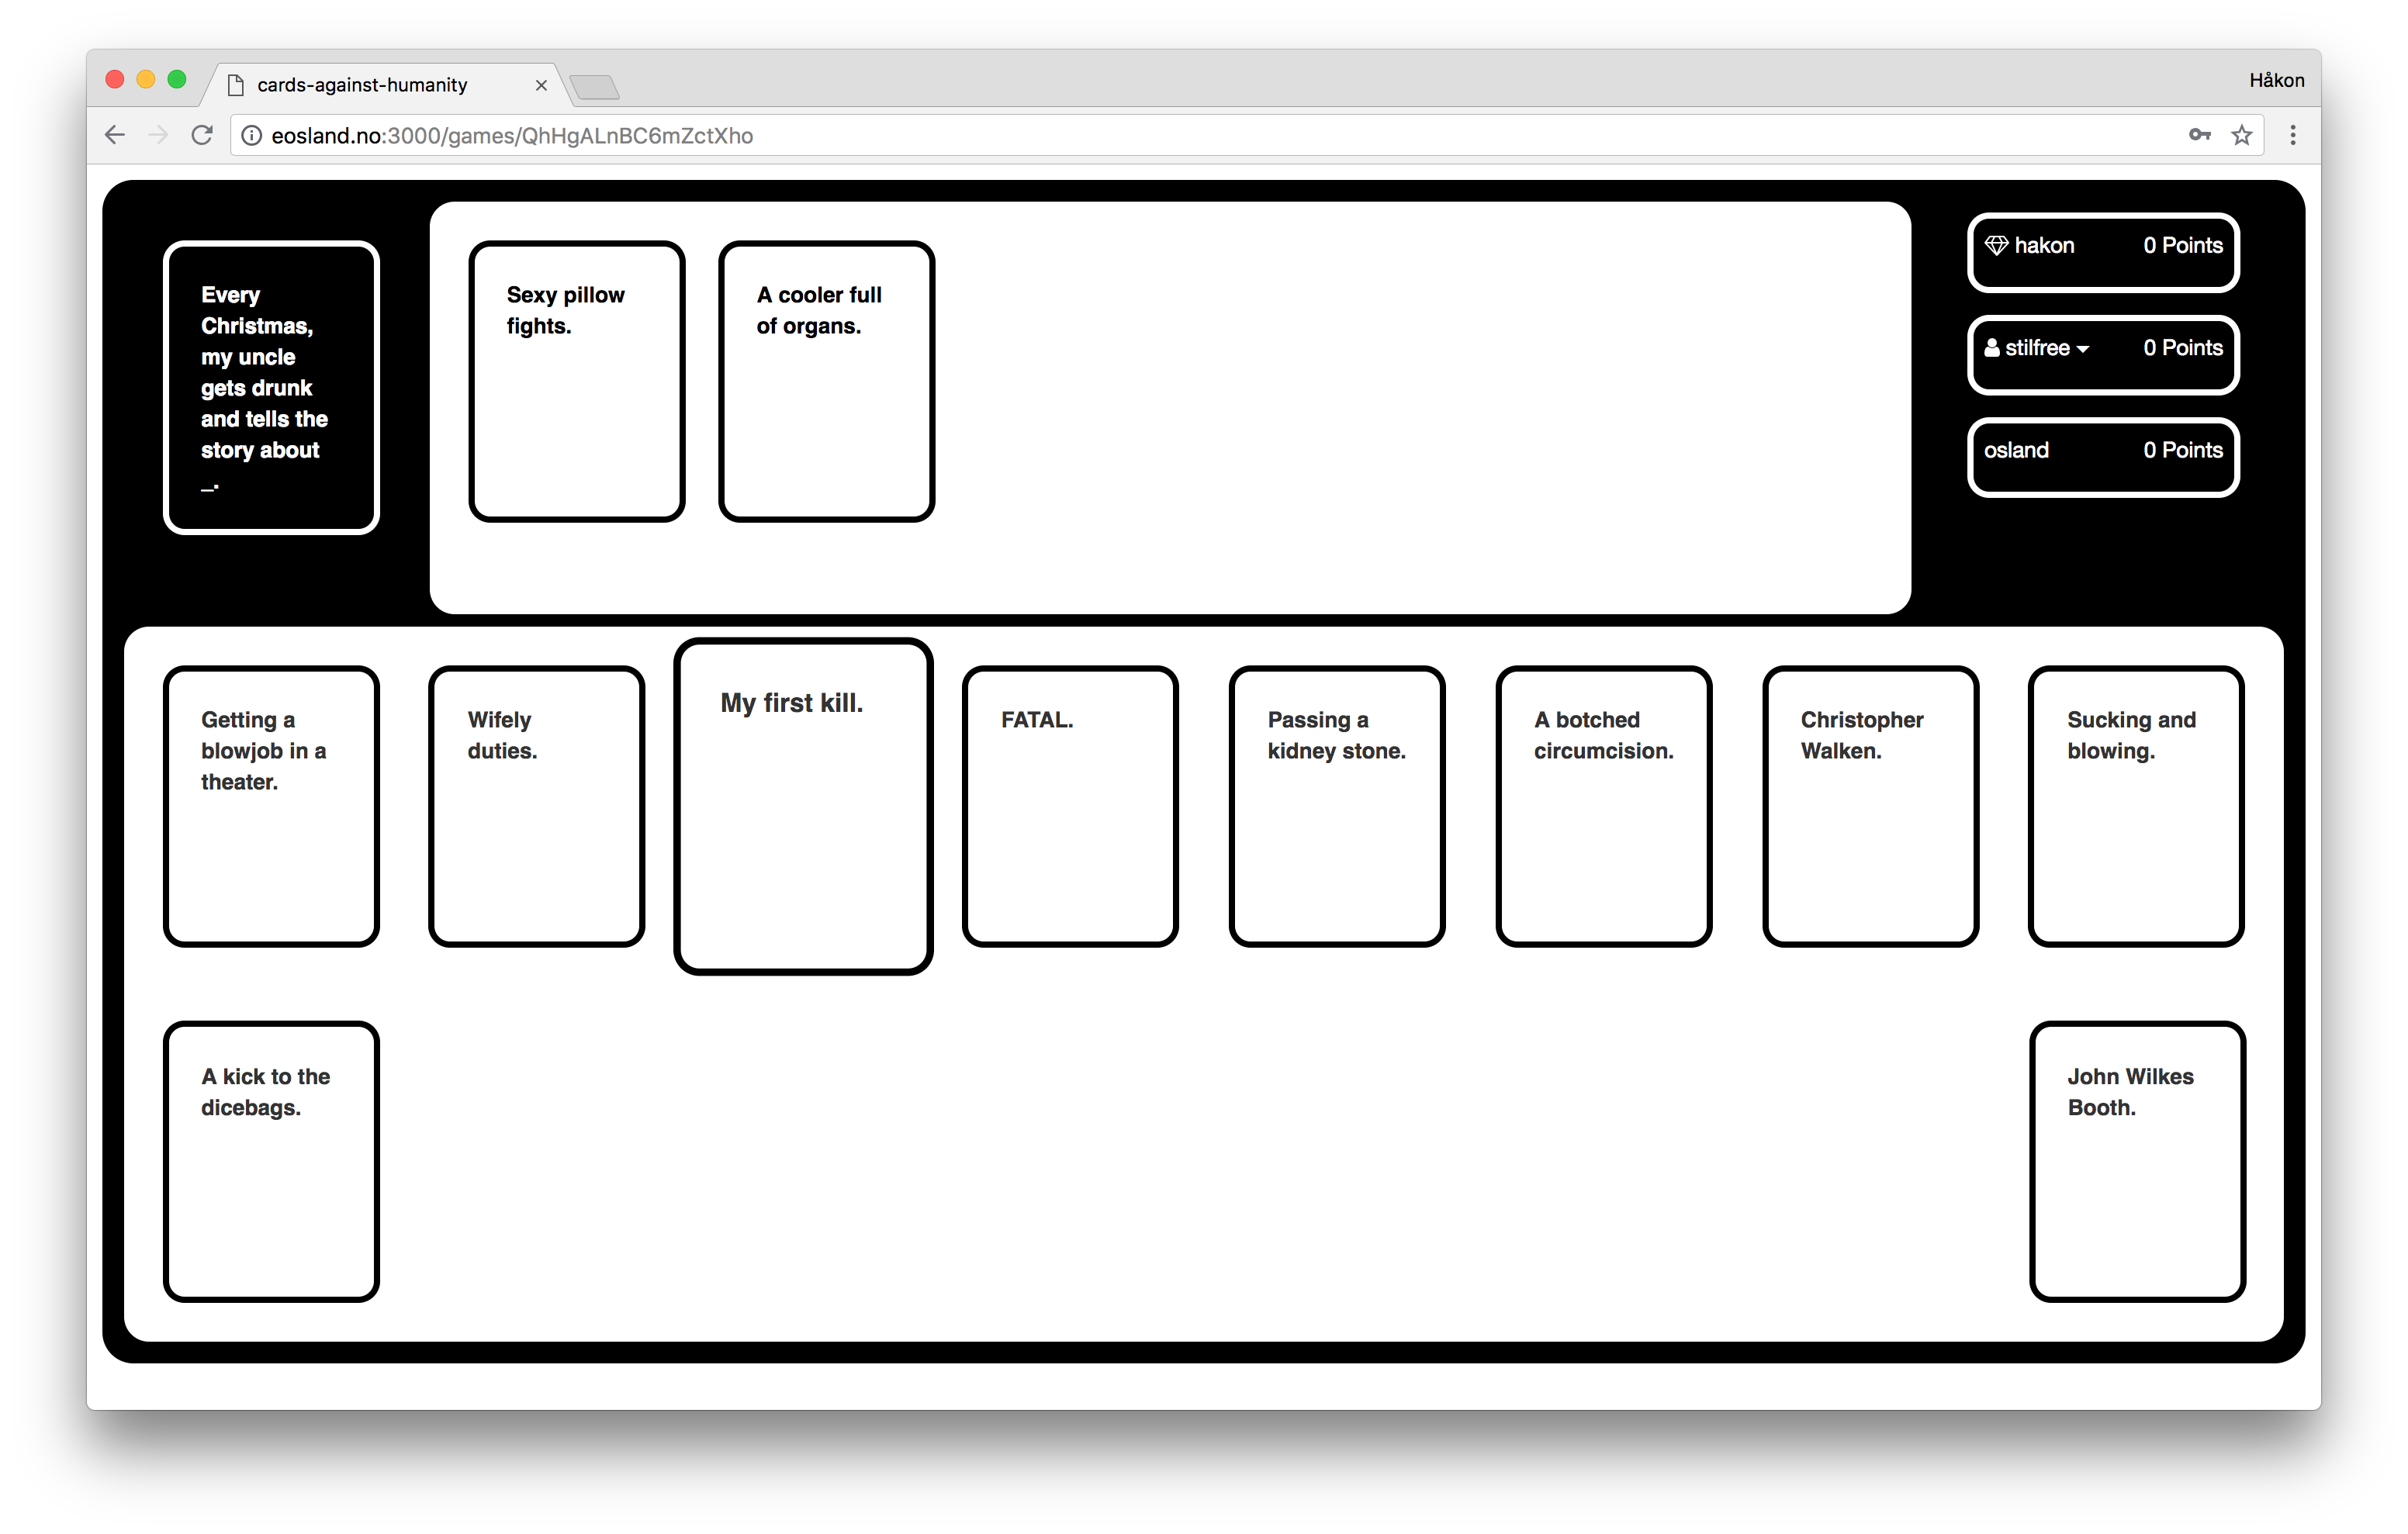 cards-against-humanity
Håkon
eosland.no:3000/games/QhHgALnBC6mZctXho
Every
Christmas,
my uncle
gets drunk
and tells the
story about
_.
Sexy pillow
fights.
A cooler full
of organs.
hakon 0 Points
stilfree 0 Points
osland 0 Points
Getting a
blowjob in a
theater.
Wifely
duties.
My first kill.
FATAL.
Passing a
kidney stone.
A botched
circumcision.
Christopher
Walken.
Sucking and
blowing.
A kick to the
dicebags.
John Wilkes
Booth.